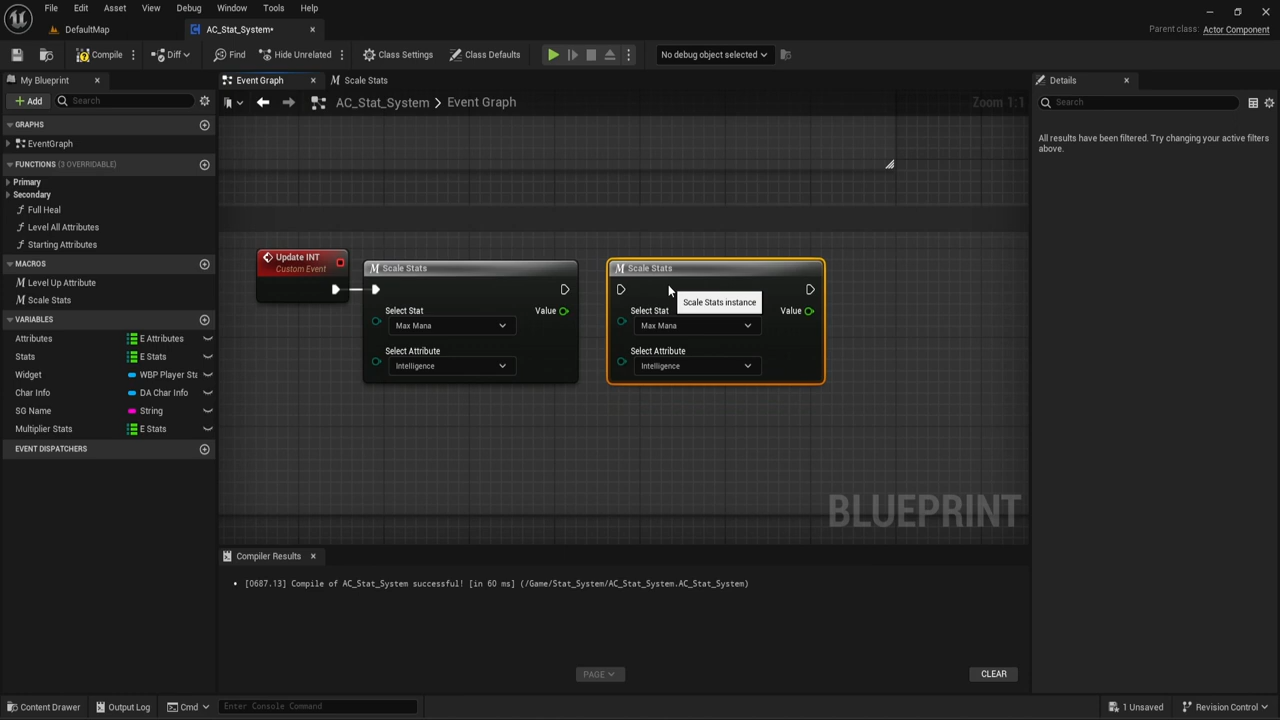 File Edit Asset View Debug Window Tools Help
DefaultMap
AC_Stat_System•
Parent class: Actor Component
Compile
Diff
Find
Hide Unrelated
Class Settings
Class Defaults
No debug object selected
My Blueprint
Event Graph
Scale Stats
Details
Add
Search
AC_Stat_System > Event Graph
Zoom 1:1
Search
GRAPHS
EventGraph
All results have been filtered. Try changing your active filters
above.
FUNCTIONS (3 OVERRIDABLE)
Primary
Secondary
Full Heal
Level All Attributes
Starting Attributes
MACROS
Level Up Attribute
Scale Stats
VARIABLES
Attributes E Attributes
Stats E Stats
Widget WBP Player Sta
Char Info DA Char Info
SG Name String
Multiplier Stats E Stats
EVENT DISPATCHERS
Update INT
Custom Event
Scale Stats
Select Stat
Max Mana
Value
Select Attribute
Intelligence
Scale Stats
Scale Stats instance
Select Stat
Max Mana
Value
Select Attribute
Intelligence
BLUEPRINT
Compiler Results
• [0687.13] Compile of AC_Stat_System successful! [in 60 ms] (/Game/Stat_System/AC_Stat_System.AC_Stat_System)
PAGE
CLEAR
Content Drawer
Output Log
Cmd
Enter Console Command
1 Unsaved
Revision Control